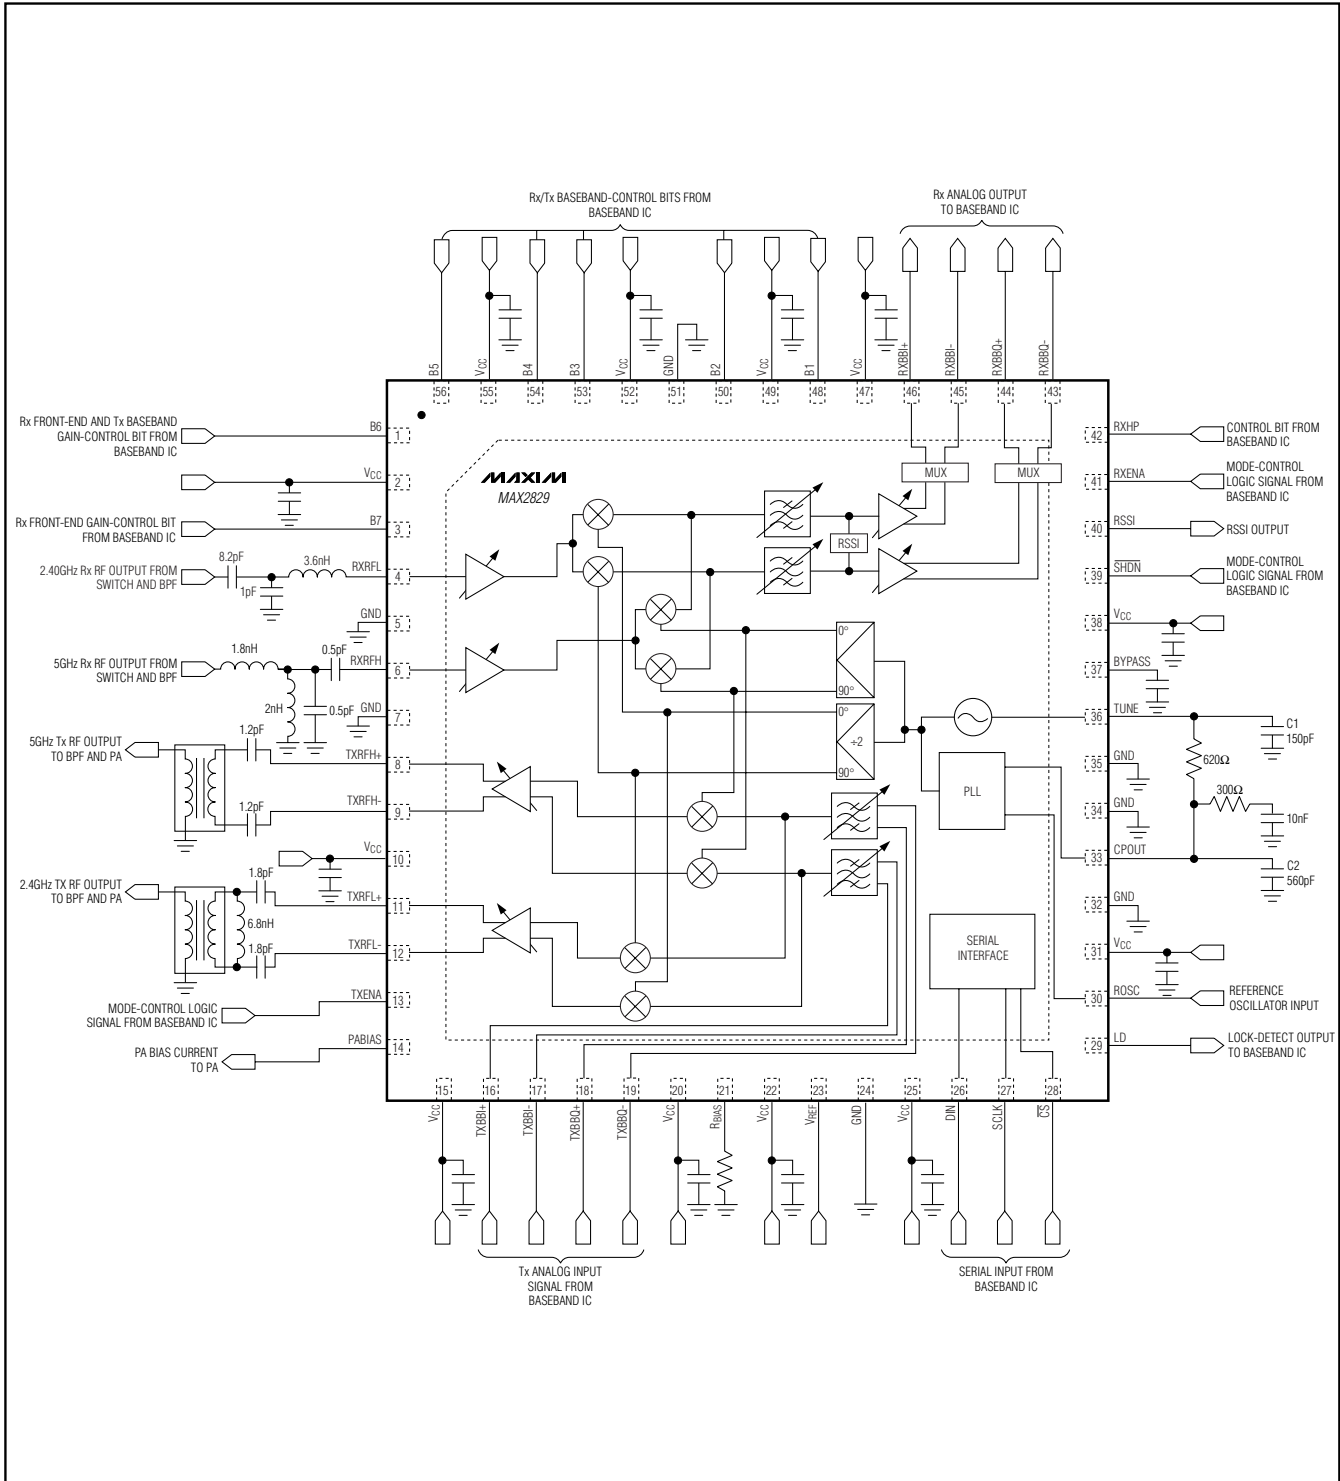 Rx/Tx BASEBAND-CONTROL BITS FROM
BASEBAND IC
Rx ANALOG OUTPUT
TO BASEBAND IC
B5
VCC
B4
B3
VCC
GND
B2
VCC
B1
VCC
RXBBI+
RXBBI-
RXBBQ+
RXBBQ-
56
55
54
53
52
51
50
49
48
47
46
45
44
43
Rx FRONT-END AND Tx BASEBAND
GAIN-CONTROL BIT FROM
BASEBAND IC
B6
1
VCC
2
Rx FRONT-END GAIN-CONTROL BIT
FROM BASEBAND IC
B7
3
2.40GHz Rx RF OUTPUT FROM
SWITCH AND BPF
8.2pF
1pF
3.6nH
RXRFL
4
GND
5
5GHz Rx RF OUTPUT FROM
SWITCH AND BPF
1.8nH
0.5pF
2nH
0.5pF
RXRFH
6
GND
7
5GHz Tx RF OUTPUT
TO BPF AND PA
1.2pF
TXRFH+
8
1.2pF
TXRFH-
9
VCC
10
2.4GHz TX RF OUTPUT
TO BPF AND PA
1.8pF
6.8nH
1.8pF
TXRFL+
11
TXRFL-
12
MODE-CONTROL LOGIC
SIGNAL FROM BASEBAND IC
TXENA
13
PA BIAS CURRENT
TO PA
PABIAS
14
MAXIM
MAX2829
MUX
MUX
RSSI
0°
90°
0°
÷2
90°
PLL
SERIAL
INTERFACE
42
RXHP
CONTROL BIT FROM
BASEBAND IC
41
RXENA
MODE-CONTROL
LOGIC SIGNAL FROM
BASEBAND IC
40
RSSI
RSSI OUTPUT
39
SHDN
MODE-CONTROL
LOGIC SIGNAL FROM
BASEBAND IC
38
VCC
37
BYPASS
36
TUNE
C1
150pF
620Ω
35
GND
300Ω
10nF
34
GND
33
CPOUT
C2
560pF
32
GND
31
VCC
30
ROSC
REFERENCE
OSCILLATOR INPUT
29
LD
LOCK-DETECT OUTPUT
TO BASEBAND IC
15
16
17
18
19
20
21
22
23
24
25
26
27
28
VCC
TXBBI+
TXBBI-
TXBBQ+
TXBBQ-
VCC
RBIAS
VCC
VREF
GND
VCC
DIN
SCLK
CS
Tx ANALOG INPUT
SIGNAL FROM
BASEBAND IC
SERIAL INPUT FROM
BASEBAND IC